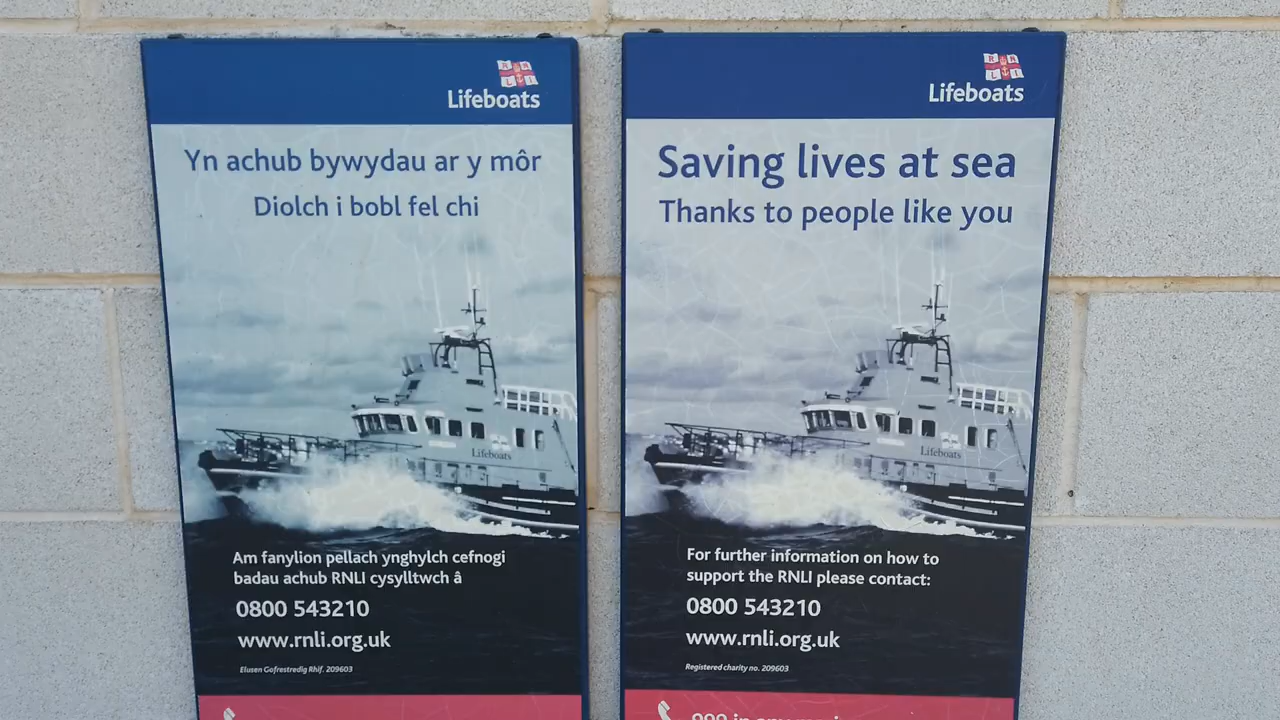 Lifeboats
Yn achub bywydau ar y môr
Diolch i bobl fel chi
Lifeboats
Am fanylion pellach ynghylch cefnogi
badau achub RNLI cysylltwch â
0800 543210
www.rnli.org.uk
Elusen Gofrestredig Rhif. 209603
Lifeboats
Saving lives at sea
Thanks to people like you
Lifeboats
For further information on how to
support the RNLI please contact:
0800 543210
www.rnli.org.uk
Registered charity no. 209603